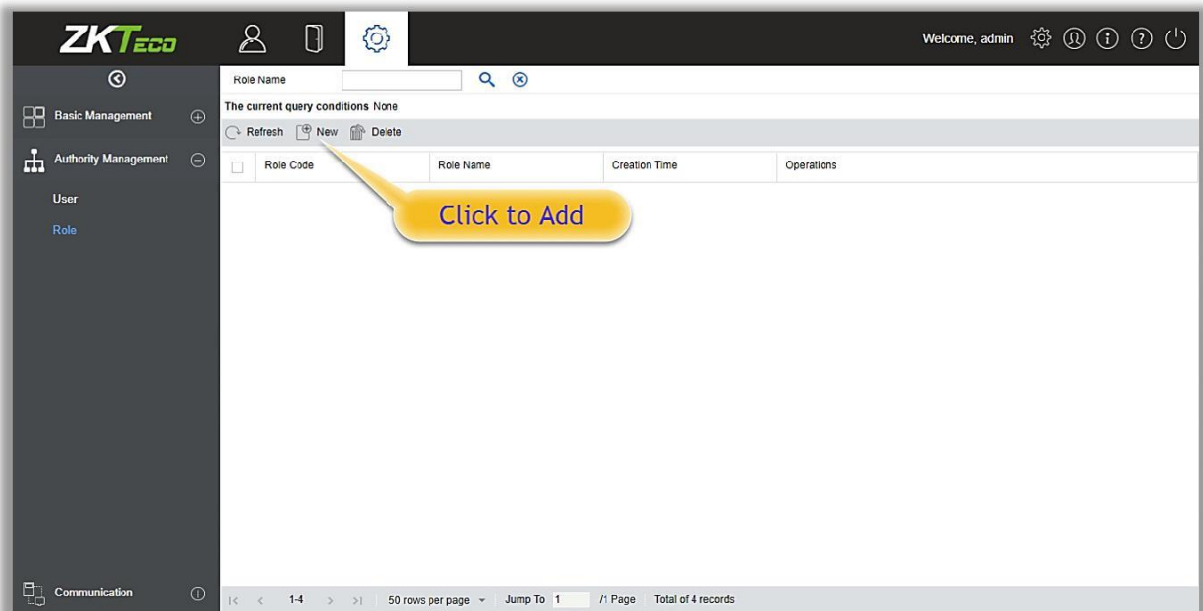 ZKTeco
Welcome, admin
Role Name
The current query conditions None
Basic Management
Refresh New Delete
Authority Management
Role Code Role Name Creation Time Operations
User
Click to Add
Role
Communication
1-4 50 rows per page Jump To 1 /1 Page Total of 4 records